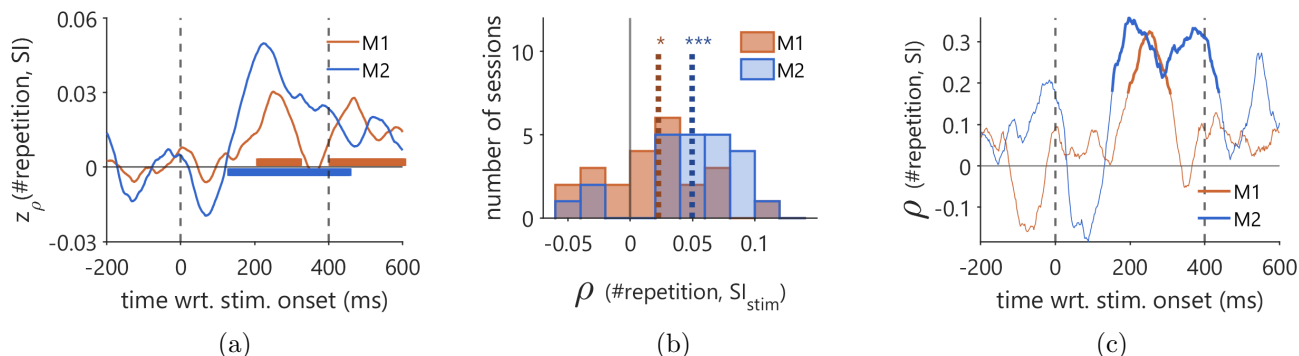 0.06
0.03
0
-0.03
z_ρ (#repetition, SI)
M1
M2
-200 0 200 400 600
time wrt. stim. onset (ms)
(a)
10
5
0
number of sessions
* ***
M1
M2
-0.05 0 0.05 0.1
ρ (#repetition, SI_stim)
(b)
0.3
0.2
0.1
0
-0.1
ρ (#repetition, SI)
M1
M2
-200 0 200 400 600
time wrt. stim. onset (ms)
(c)